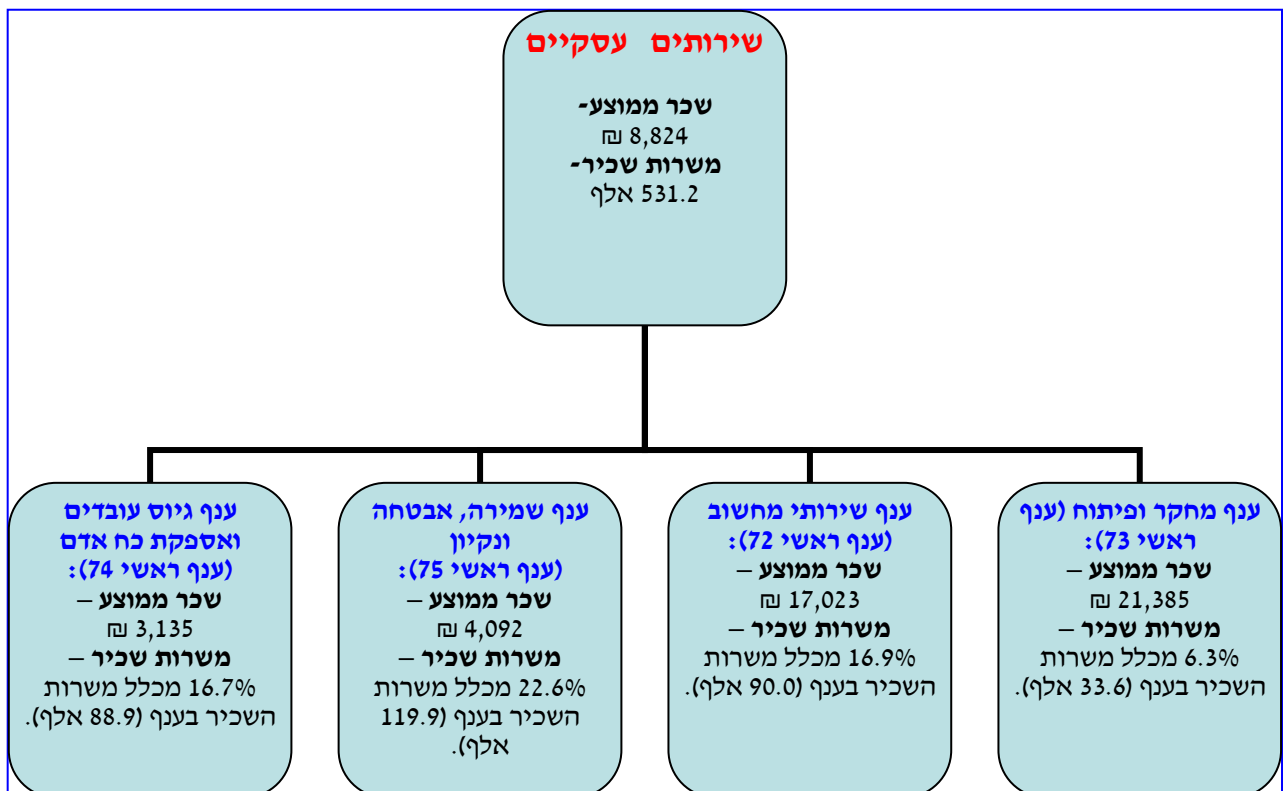 שירותים עסקיים
שכר ממוצע-
8,824 ₪
משרות שכיר-
531.2 אלף
ענף מחקר ופיתוח (ענף
ראשי 73):
שכר ממוצע –
21,385 ₪
משרות שכיר –
6.3% מכלל משרות
השכיר בענף (33.6 אלף).
ענף שירותי מחשוב
(ענף ראשי 72):
שכר ממוצע –
17,023 ₪
משרות שכיר –
16.9% מכלל משרות
השכיר בענף (90.0 אלף).
ענף שמירה, אבטחה
ונקיון
(ענף ראשי 75):
שכר ממוצע –
4,092 ₪
משרות שכיר –
22.6% מכלל משרות
השכיר בענף (119.9
אלף).
ענף גיוס עובדים
ואספקת כח אדם
(ענף ראשי 74):
שכר ממוצע –
3,135 ₪
משרות שכיר –
16.7% מכלל משרות
השכיר בענף (88.9 אלף).